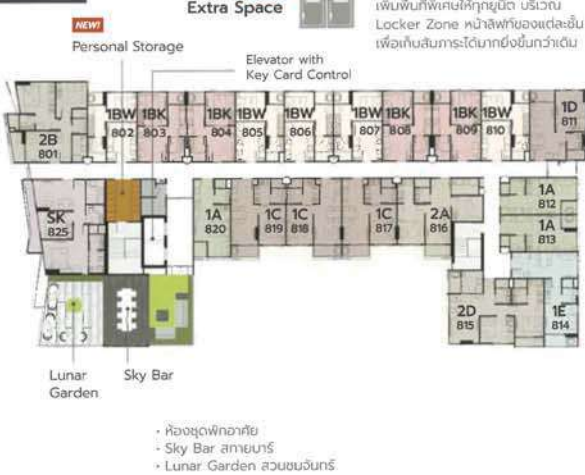 Extra Space
เพิ่มพื้นที่พิเศษให้ทุกยูนิต บริเวณ
Locker Zone หน้าลิฟท์ของแต่ละชั้น
เพื่อเก็บสัมภาระได้มากยิ่งขึ้นกว่าเดิม
NEW!
Personal Storage
Elevator with
Key Card Control
2B
801
1BW
802
1BK
803
1BK
804
1BW
805
1BW
806
1BW
807
1BK
808
1BK
809
1BW
810
1D
811
SK
825
1A
820
1C
819
1C
818
1C
817
2A
816
1A
812
1A
813
2D
815
1E
814
Lunar
Garden
Sky Bar
• ห้องชุดพักอาศัย
• Sky Bar สกายบาร์
• Lunar Garden สวนชมจันทร์